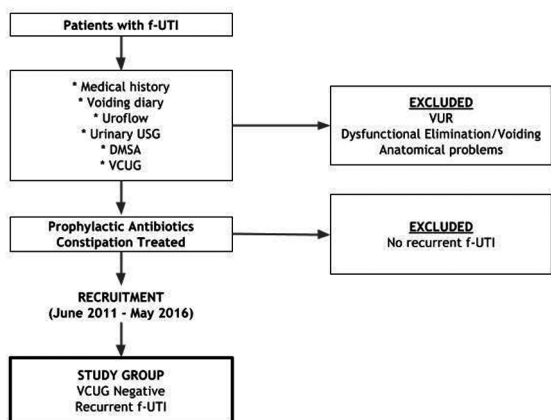 Patients with f-UTI
* Medical history
* Voiding diary
* Uroflow
* Urinary USG
* DMSA
* VCUG
EXCLUDED
VUR
Dysfunctional Elimination/Voiding
Anatomical problems
Prophylactic Antibiotics
Constipation Treated
EXCLUDED
No recurrent f-UTI
RECRUITMENT
(June 2011 - May 2016)
STUDY GROUP
VCUG Negative
Recurrent f-UTI